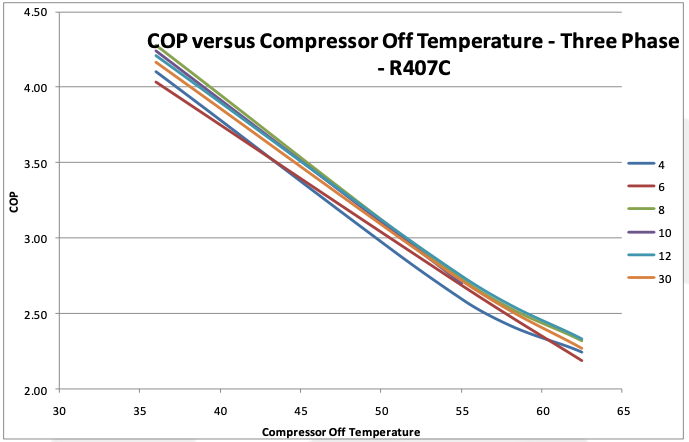 COP versus Compressor Off Temperature - Three Phase
- R407C
4.50
4.00
3.50
3.00
2.50
2.00
COP
30 35 40 45 50 55 60 65
Compressor Off Temperature
4
6
8
10
12
30